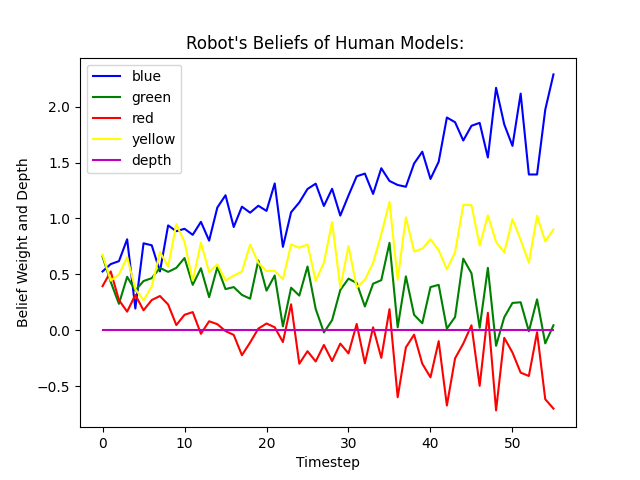 Robot's Beliefs of Human Models:
blue
green
red
yellow
depth
Belief Weight and Depth
2.0
1.5
1.0
0.5
0.0
−0.5
0 10 20 30 40 50
Timestep